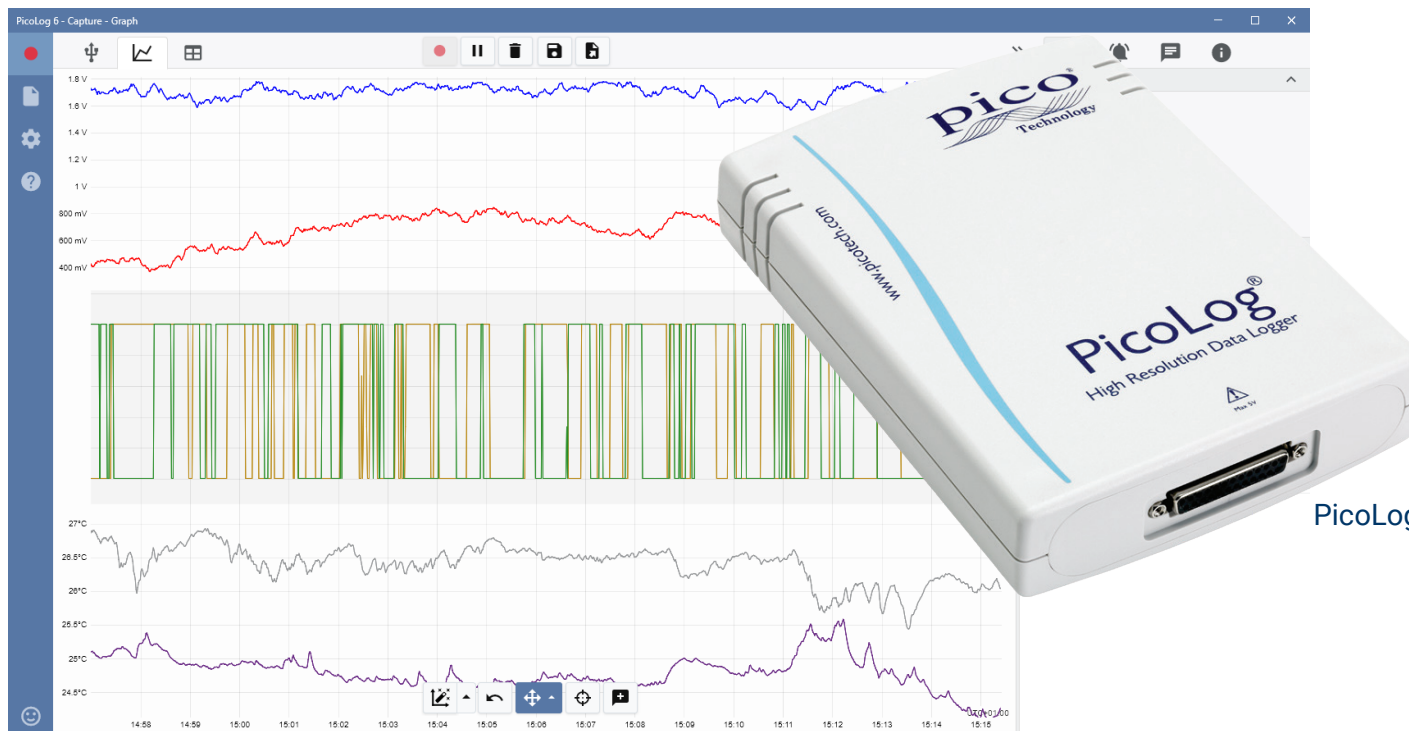 PicoLog 6 - Capture - Graph
1.8 V
1.6 V
1.4 V
1.2 V
1 V
800 mV
600 mV
400 mV
27°C
26.5°C
26°C
25.5°C
25°C
24.5°C
14:58 14:59 15:00 15:01 15:02 15:03 15:04 15:05 15:06 15:07 15:08 15:09 15:10 15:11 15:12 15:13 15:14 15:15
UTC+01:00
pico
Technology
www.picotech.com
PicoLog®
High Resolution Data Logger
Max 5V
PicoLog